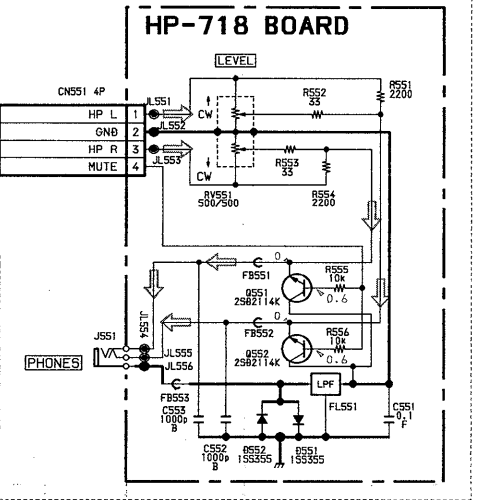 HP-718 BOARD
LEVEL
CN551 4P
JL551
HP L 1
GND 2
JL552
HP R 3
JL553
MUTE 4
CW
CW
RV551
500/500
R552
33
R551
2200
R553
33
R554
2200
0
FB551
Q551
2SD2114K
R555
10k
0.6
0
FB552
Q552
2SD2114K
R556
10k
0.6
J551
PHONES
JL554
JL555
JL556
FB553
LPF
FL551
C553
1000p
B
C552
1000p
B
D552
1SS355
D551
1SS355
C551
0.1
F